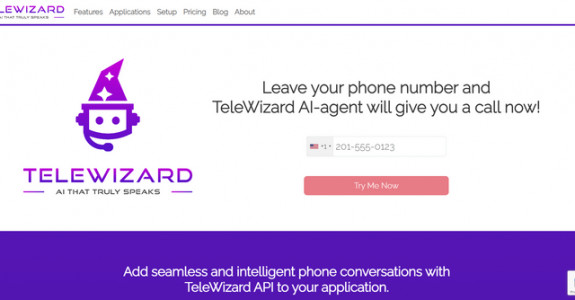 LEWIZARD
AI THAT TRULY SPEAKS
Features Applications Setup Pricing Blog About
Leave your phone number and
TeleWizard AI-agent will give you a call now!
+1 201-555-0123
Try Me Now
TELEWIZARD
AI THAT TRULY SPEAKS
Add seamless and intelligent phone conversations with
TeleWizard API to your application.